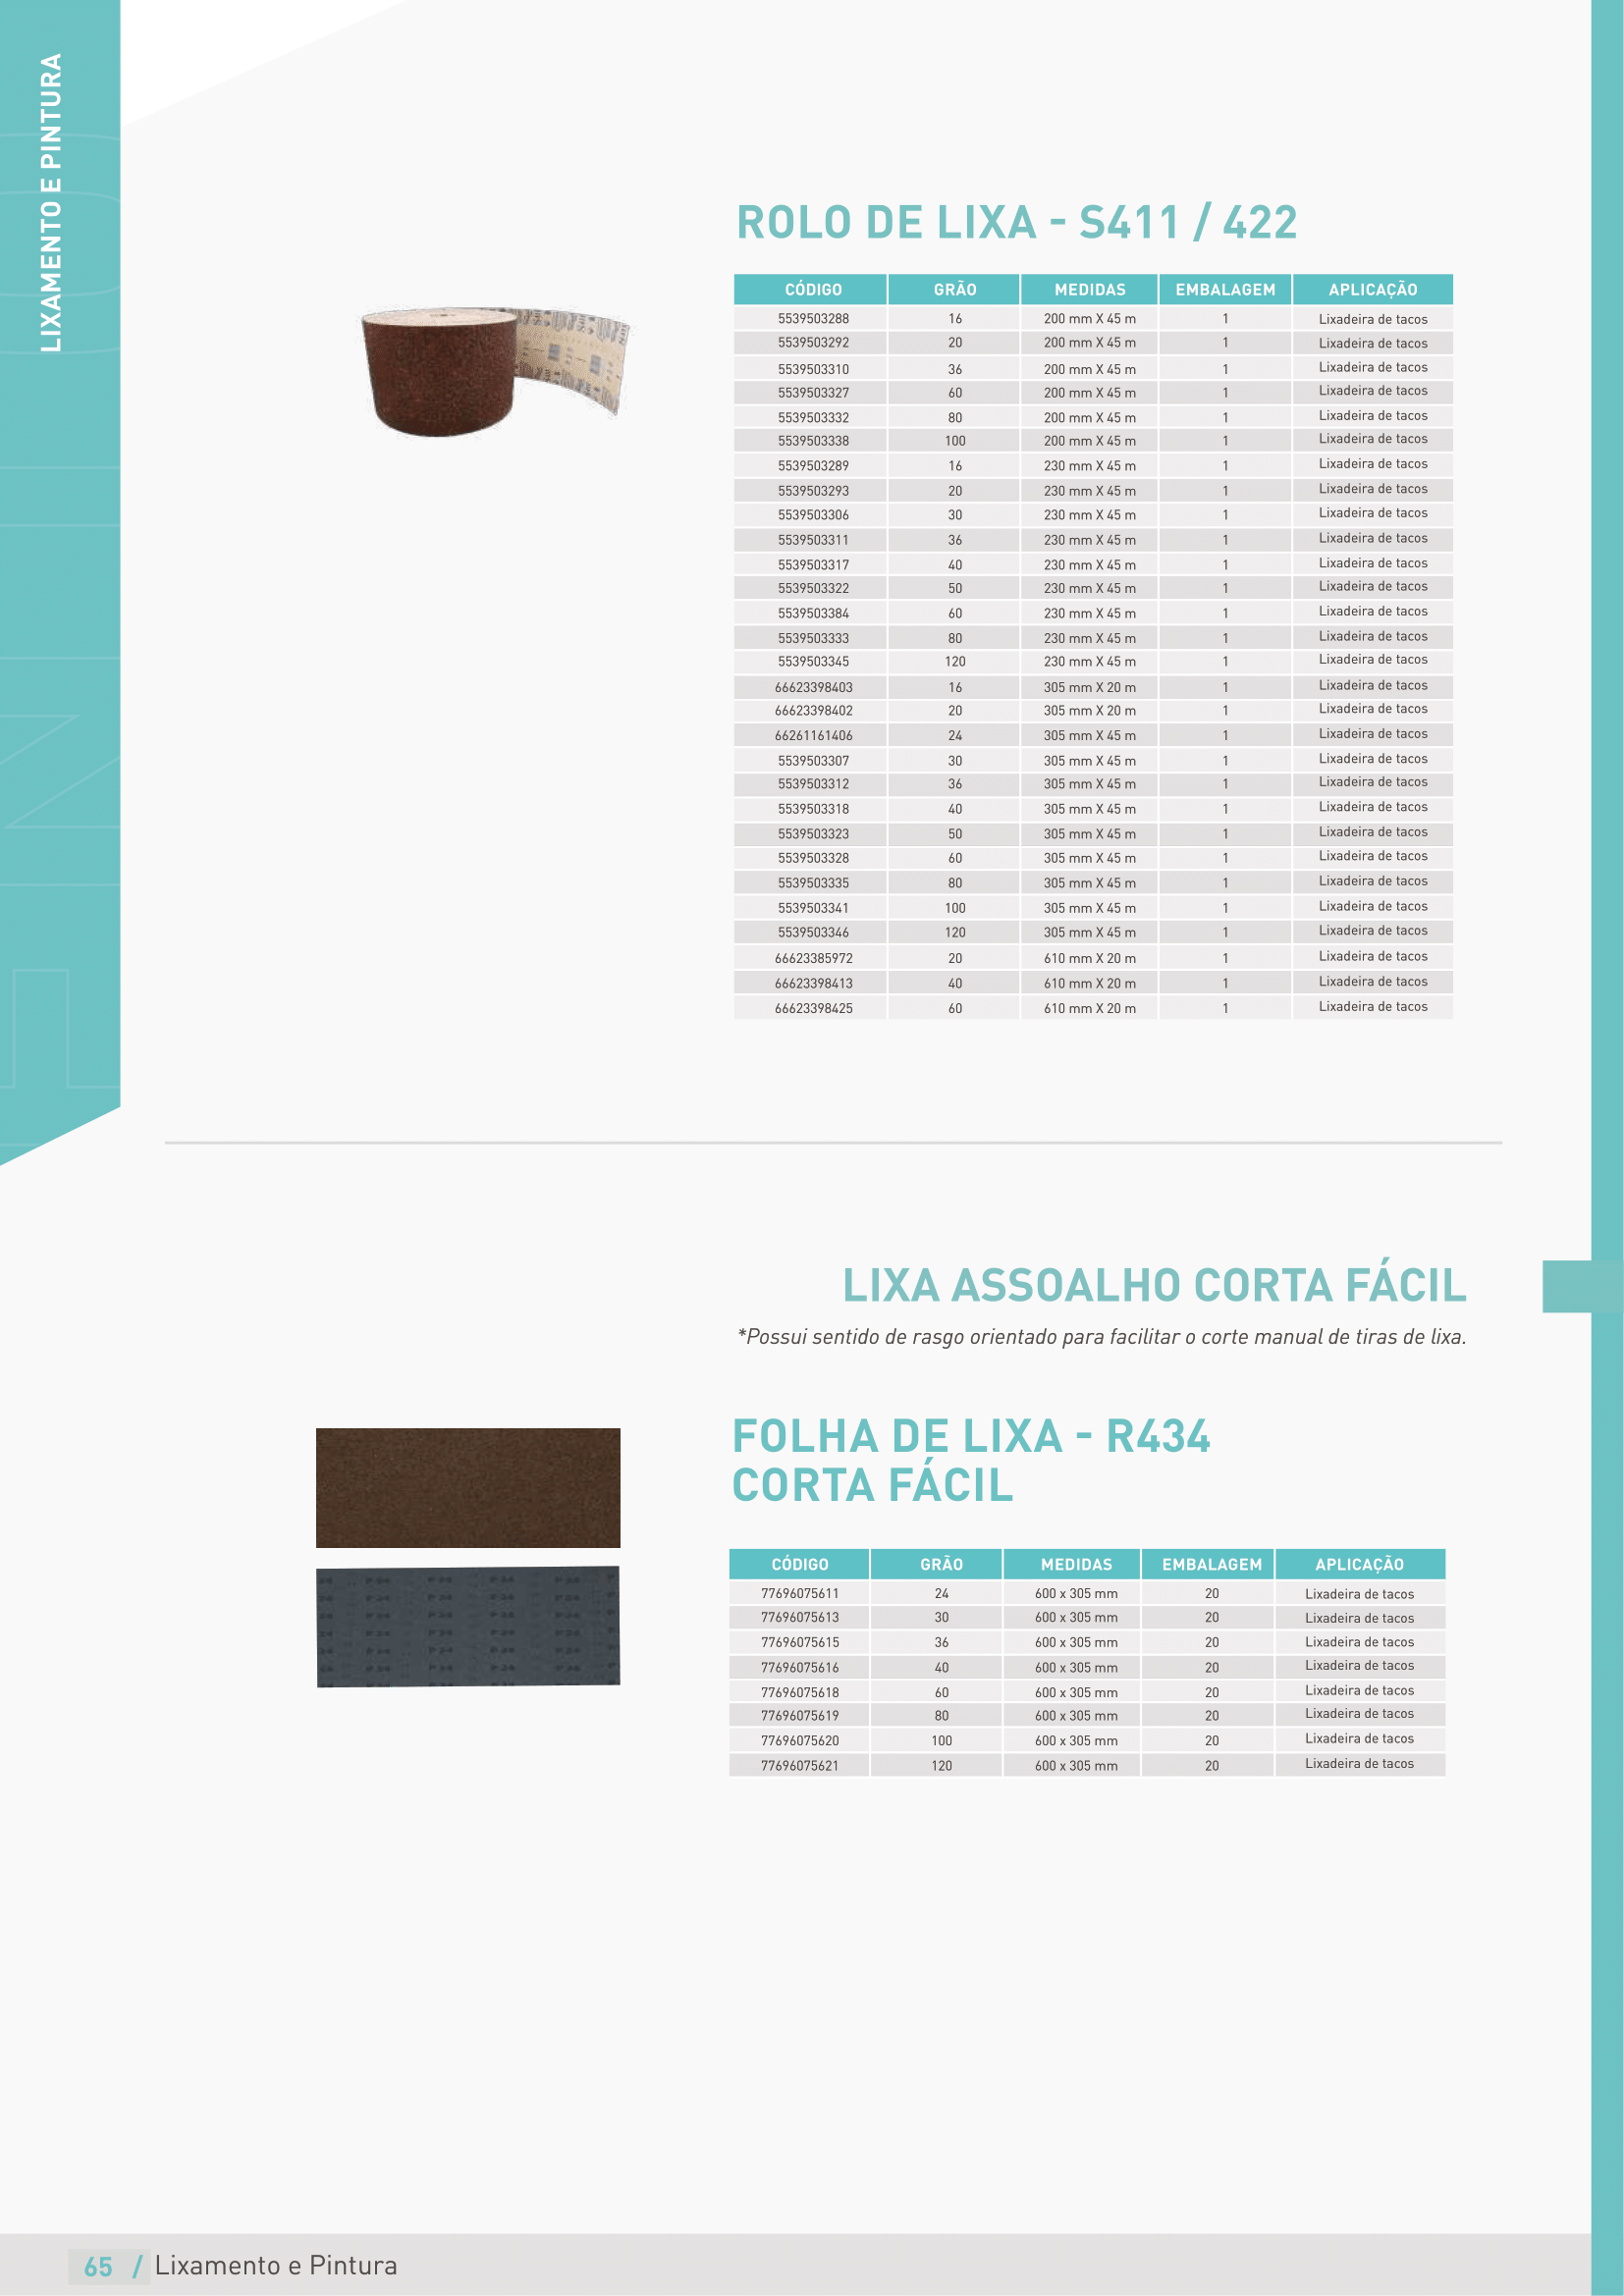 LIXAMENTO E PINTURA
ROLO DE LIXA - S411 / 422
CÓDIGO GRÃO MEDIDAS EMBALAGEM APLICAÇÃO
5539503288 16 200 mm X 45 m 1 Lixadeira de tacos
5539503292 20 200 mm X 45 m 1 Lixadeira de tacos
5539503310 36 200 mm X 45 m 1 Lixadeira de tacos
5539503327 60 200 mm X 45 m 1 Lixadeira de tacos
5539503332 80 200 mm X 45 m 1 Lixadeira de tacos
5539503338 100 200 mm X 45 m 1 Lixadeira de tacos
5539503289 16 230 mm X 45 m 1 Lixadeira de tacos
5539503293 20 230 mm X 45 m 1 Lixadeira de tacos
5539503306 30 230 mm X 45 m 1 Lixadeira de tacos
5539503311 36 230 mm X 45 m 1 Lixadeira de tacos
5539503317 40 230 mm X 45 m 1 Lixadeira de tacos
5539503322 50 230 mm X 45 m 1 Lixadeira de tacos
5539503384 60 230 mm X 45 m 1 Lixadeira de tacos
5539503333 80 230 mm X 45 m 1 Lixadeira de tacos
5539503345 120 230 mm X 45 m 1 Lixadeira de tacos
66623398403 16 305 mm X 20 m 1 Lixadeira de tacos
66623398402 20 305 mm X 20 m 1 Lixadeira de tacos
66261161406 24 305 mm X 45 m 1 Lixadeira de tacos
5539503307 30 305 mm X 45 m 1 Lixadeira de tacos
5539503312 36 305 mm X 45 m 1 Lixadeira de tacos
5539503318 40 305 mm X 45 m 1 Lixadeira de tacos
5539503323 50 305 mm X 45 m 1 Lixadeira de tacos
5539503328 60 305 mm X 45 m 1 Lixadeira de tacos
5539503335 80 305 mm X 45 m 1 Lixadeira de tacos
5539503341 100 305 mm X 45 m 1 Lixadeira de tacos
5539503346 120 305 mm X 45 m 1 Lixadeira de tacos
66623385972 20 610 mm X 20 m 1 Lixadeira de tacos
66623398413 40 610 mm X 20 m 1 Lixadeira de tacos
66623398425 60 610 mm X 20 m 1 Lixadeira de tacos
LIXA ASSOALHO CORTA FÁCIL
*Possui sentido de rasgo orientado para facilitar o corte manual de tiras de lixa.
FOLHA DE LIXA - R434
CORTA FÁCIL
CÓDIGO GRÃO MEDIDAS EMBALAGEM APLICAÇÃO
77696075611 24 600 x 305 mm 20 Lixadeira de tacos
77696075613 30 600 x 305 mm 20 Lixadeira de tacos
77696075615 36 600 x 305 mm 20 Lixadeira de tacos
77696075616 40 600 x 305 mm 20 Lixadeira de tacos
77696075618 60 600 x 305 mm 20 Lixadeira de tacos
77696075619 80 600 x 305 mm 20 Lixadeira de tacos
77696075620 100 600 x 305 mm 20 Lixadeira de tacos
77696075621 120 600 x 305 mm 20 Lixadeira de tacos
65 / Lixamento e Pintura